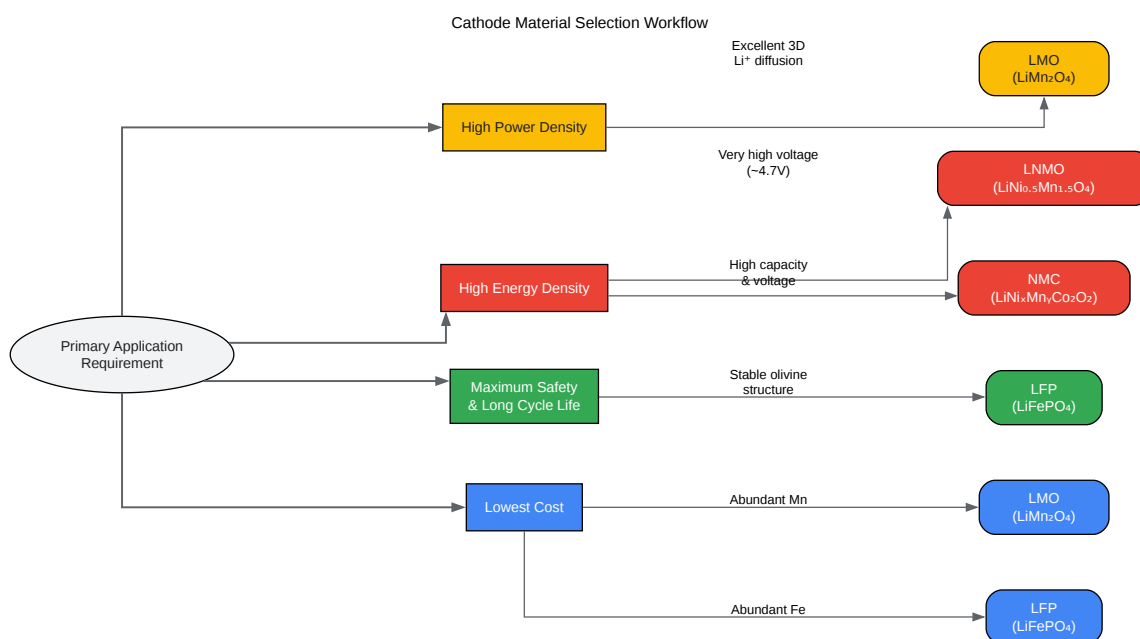 Cathode Material Selection Workflow
Excellent 3D
Li⁺ diffusion
LMO
(LiMn₂O₄)
High Power Density
Very high voltage
(~4.7V)
LNMO
(LiNi₀.₅Mn₁.₅O₄)
High Energy Density
High capacity
& voltage
NMC
(LiNiₓMnᵧCo₂O₂)
Primary Application
Requirement
Maximum Safety
& Long Cycle Life
Stable olivine
structure
LFP
(LiFePO₄)
Lowest Cost
Abundant Mn
LMO
(LiMn₂O₄)
Abundant Fe
LFP
(LiFePO₄)